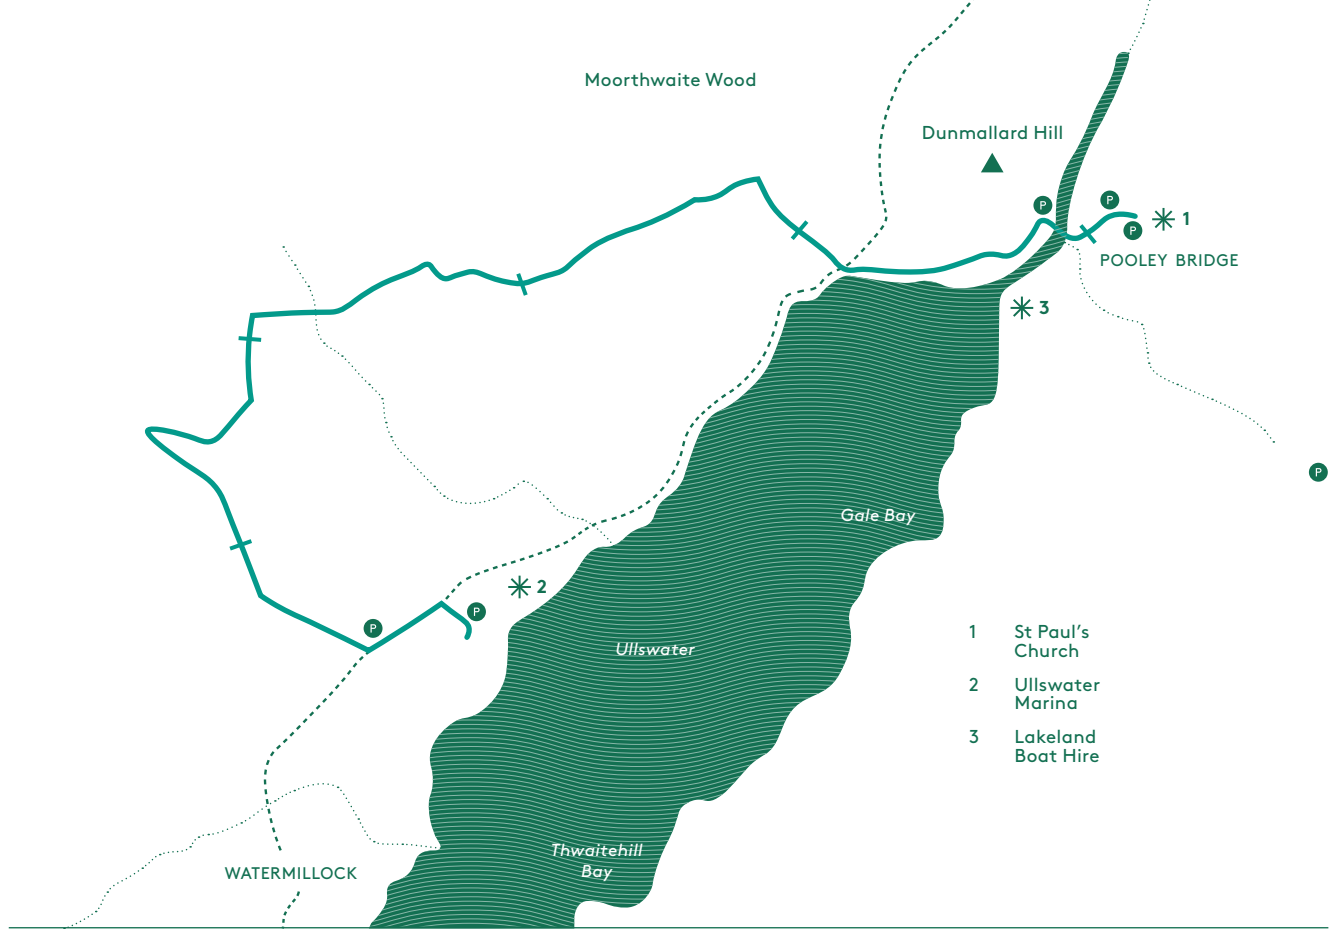 Moorthwaite Wood
Dunmallard Hill
P
P
P
1
POOLEY BRIDGE
3
P
Gale Bay
2
P
P
Ullswater
1 St Paul’s
Church
2 Ullswater
Marina
3 Lakeland
Boat Hire
Thwaitehill
Bay
WATERMILLOCK